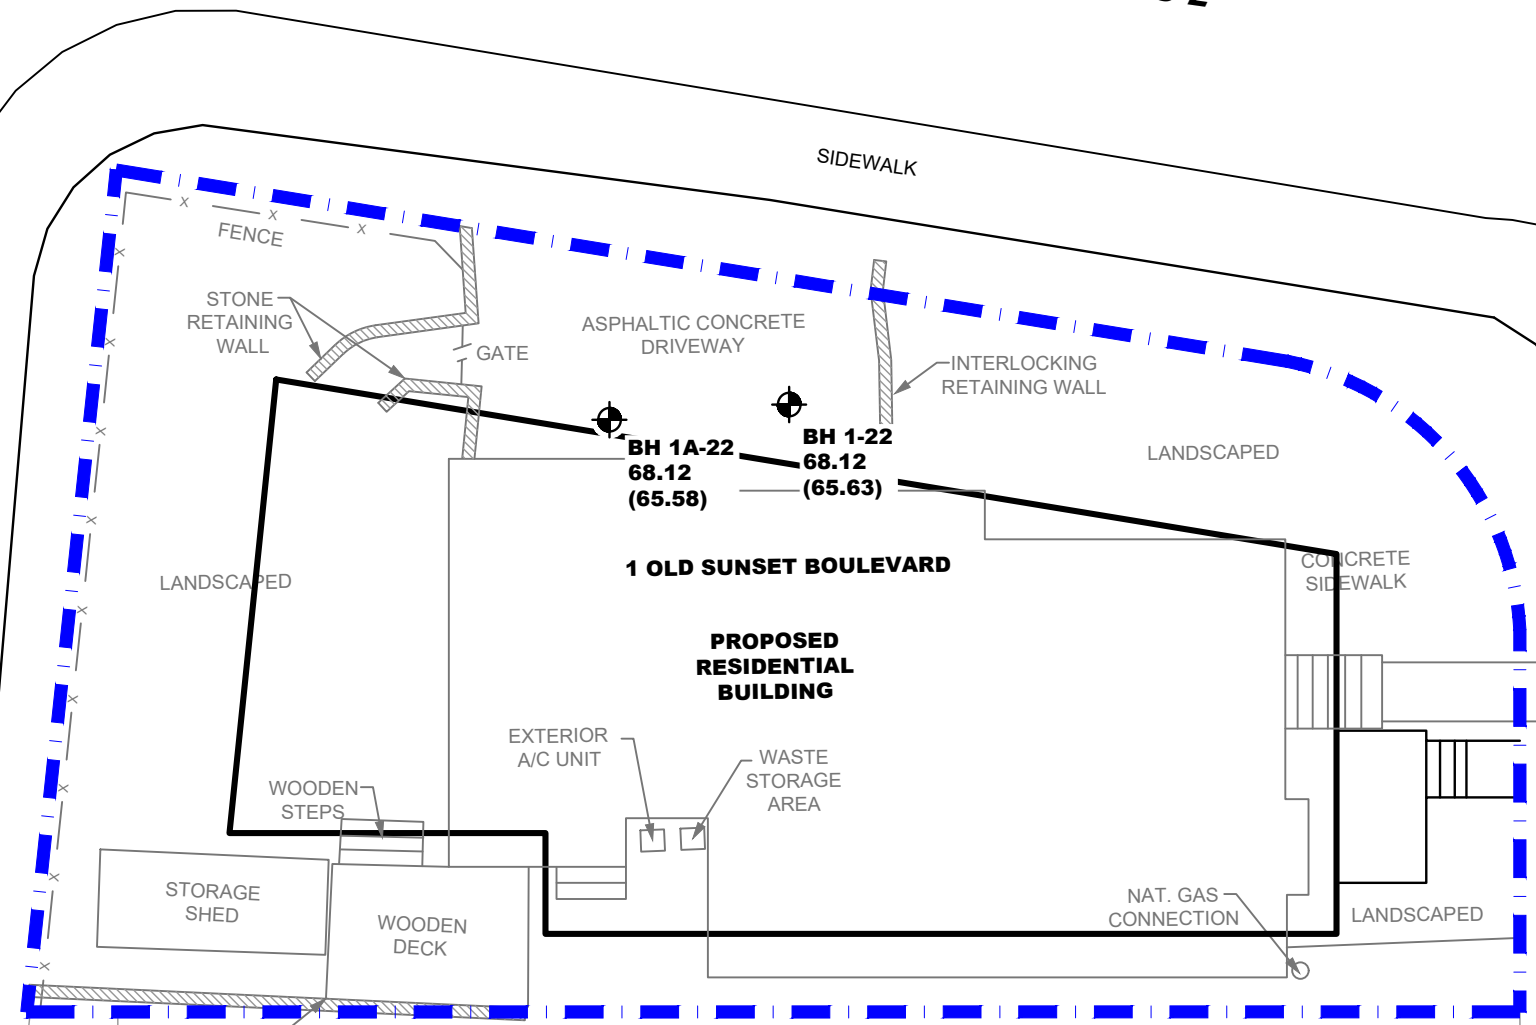 SIDEWALK
FENCE
STONE
RETAINING
WALL
GATE
ASPHALTIC CONCRETE
DRIVEWAY
INTERLOCKING
RETAINING WALL
BH 1A-22
68.12
(65.58)
BH 1-22
68.12
(65.63)
LANDSCAPED
1 OLD SUNSET BOULEVARD
CONCRETE
SIDEWALK
LANDSCAPED
PROPOSED
RESIDENTIAL
BUILDING
EXTERIOR
A/C UNIT
WASTE
STORAGE
AREA
WOODEN
STEPS
STORAGE
SHED
WOODEN
DECK
NAT. GAS
CONNECTION
LANDSCAPED